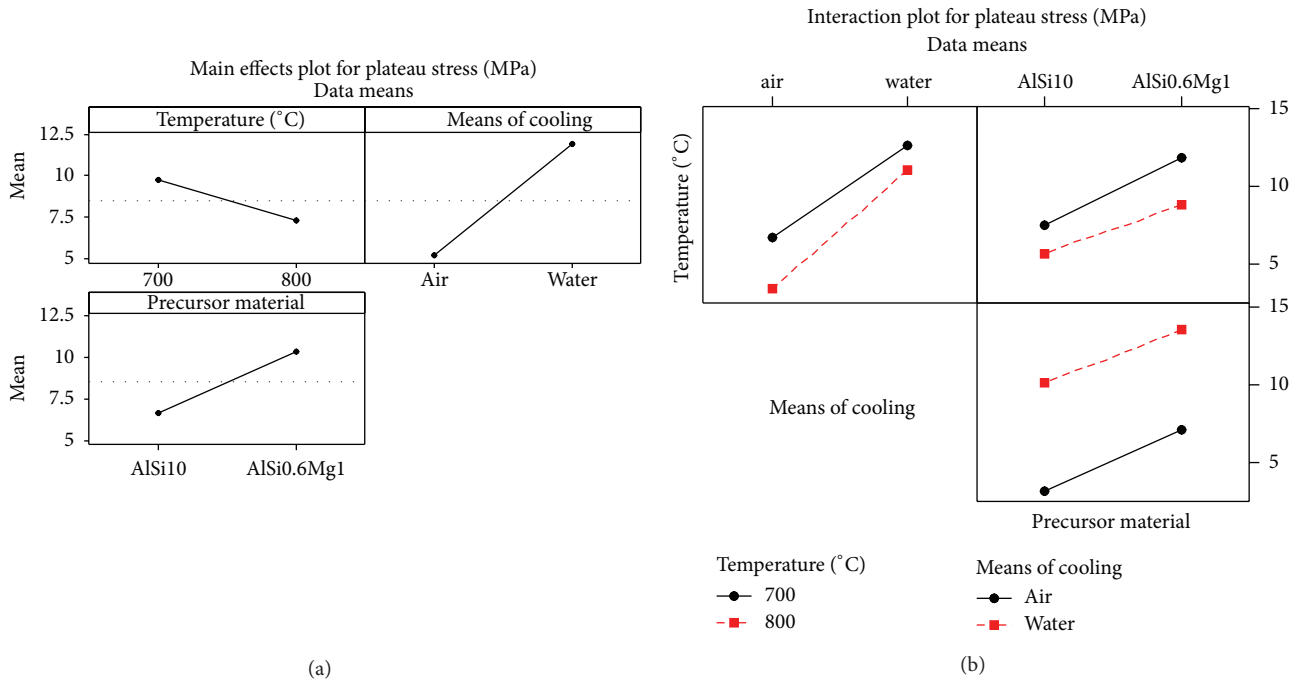 Main effects plot for plateau stress (MPa)
Data means
Temperature (°C)
Means of cooling
12.5
10
7.5
5
Mean
700
800
Air
Water
Precursor material
12.5
10
7.5
5
Mean
AlSi10
AlSi0.6Mg1
(a)
Interaction plot for plateau stress (MPa)
Data means
air
water
AlSi10
AlSi0.6Mg1
Temperature (°C)
15
10
5
Means of cooling
15
10
5
Precursor material
Temperature (°C)
700
800
Means of cooling
Air
Water
(b)